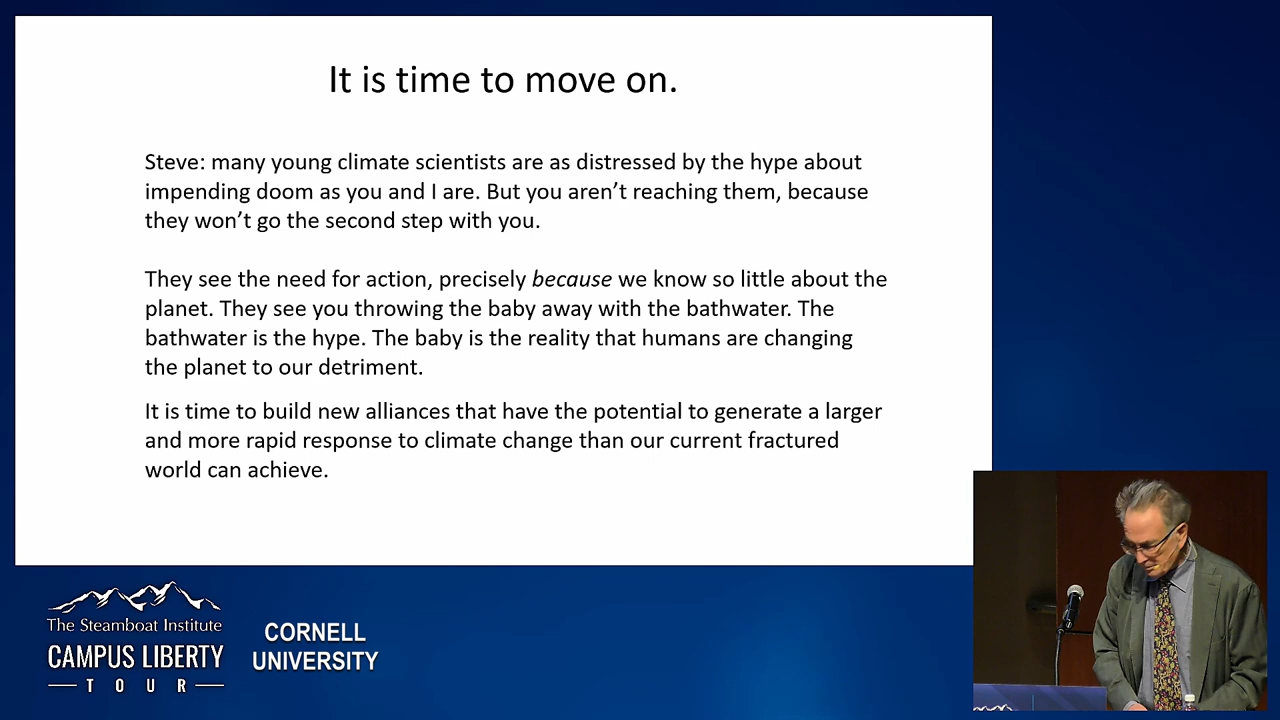 It is time to move on.
Steve: many young climate scientists are as distressed by the hype about
impending doom as you and I are. But you aren’t reaching them, because
they won’t go the second step with you.
They see the need for action, precisely because we know so little about the
planet. They see you throwing the baby away with the bathwater. The
bathwater is the hype. The baby is the reality that humans are changing
the planet to our detriment.
It is time to build new alliances that have the potential to generate a larger
and more rapid response to climate change than our current fractured
world can achieve.
The Steamboat Institute
CAMPUS LIBERTY
TOUR
CORNELL
UNIVERSITY